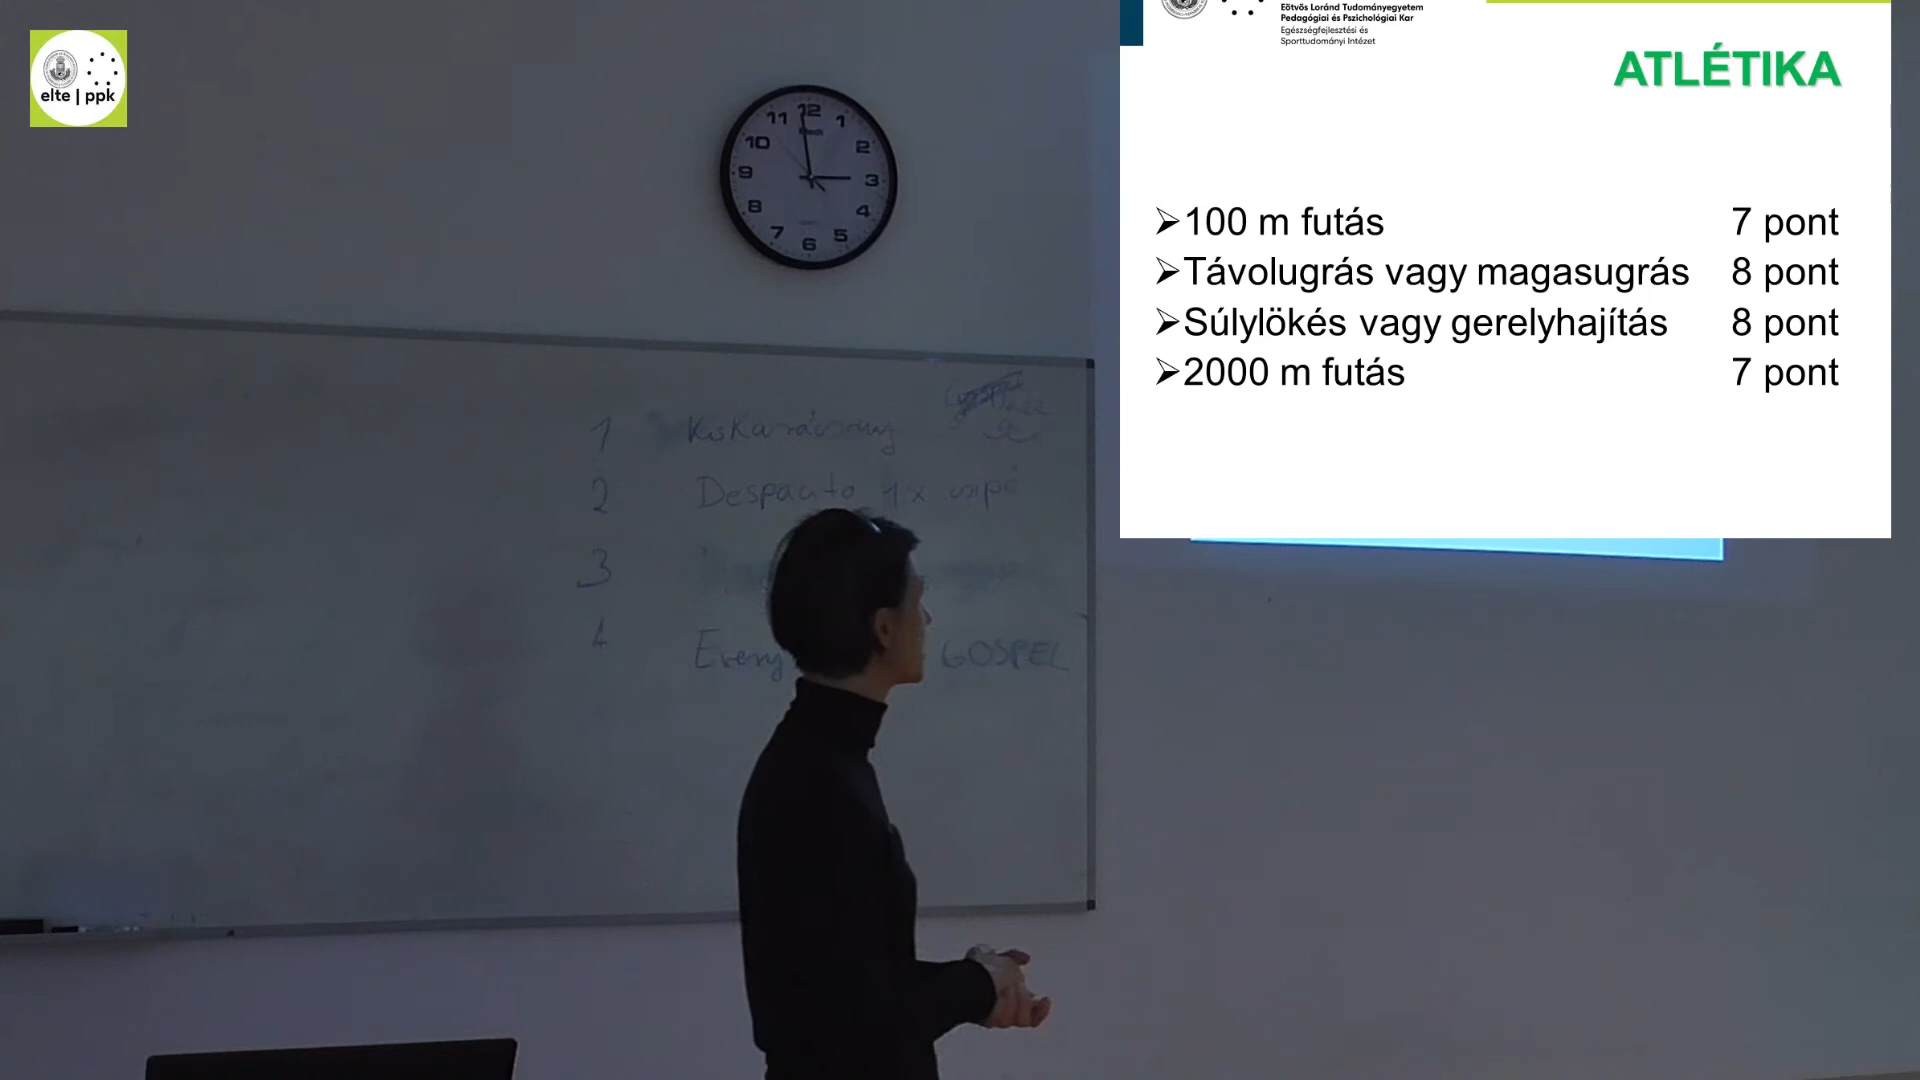 elte | ppk
Eötvös Loránd Tudományegyetem
Pedagógiai és Pszichológiai Kar
Egészségfejlesztési és
Sporttudományi Intézet
ATLÉTIKA
➢100 m futás 7 pont
➢Távolugrás vagy magasugrás 8 pont
➢Súlylökés vagy gerelyhajítás 8 pont
➢2000 m futás 7 pont
12
11 1
10 2
9 3
8 4
7 5
6
1 Kiskarácsony
2 Despacito 4x csípő
3
4 GOSPEL